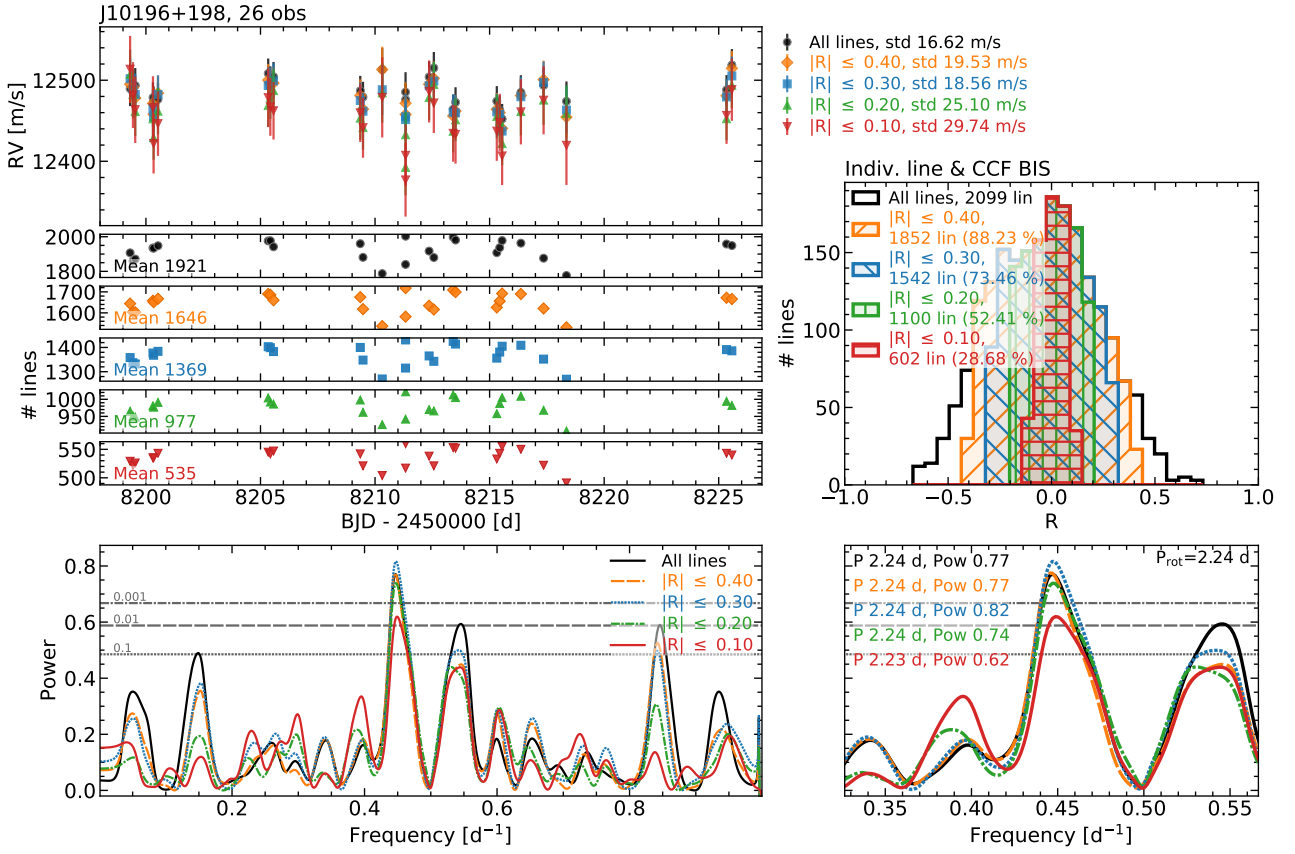 J10196+198, 26 obs
RV [m/s]
12500
12400
All lines, std 16.62 m/s
|R| ≤ 0.40, std 19.53 m/s
|R| ≤ 0.30, std 18.56 m/s
|R| ≤ 0.20, std 25.10 m/s
|R| ≤ 0.10, std 29.74 m/s
# lines
2000
1800
Mean 1921
1700
1600
Mean 1646
1400
1300
Mean 1369
1000
950
Mean 977
550
500
Mean 535
8200 8205 8210 8215 8220 8225
BJD - 2450000 [d]
Indiv. line & CCF BIS
All lines, 2099 lin
|R| ≤ 0.40,
1852 lin (88.23 %)
|R| ≤ 0.30,
1542 lin (73.46 %)
|R| ≤ 0.20,
1100 lin (52.41 %)
|R| ≤ 0.10,
602 lin (28.68 %)
# lines
150
100
50
0
−1.0 −0.5 0.0 0.5 1.0
R
Power
0.8
0.6
0.4
0.2
0.0
0.001
0.01
0.1
All lines
|R| ≤ 0.40
|R| ≤ 0.30
|R| ≤ 0.20
|R| ≤ 0.10
0.2 0.4 0.6 0.8
Frequency [d⁻¹]
P 2.24 d, Pow 0.77
P 2.24 d, Pow 0.77
P 2.24 d, Pow 0.82
P 2.24 d, Pow 0.74
P 2.23 d, Pow 0.62
P_rot=2.24 d
0.35 0.40 0.45 0.50 0.55
Frequency [d⁻¹]